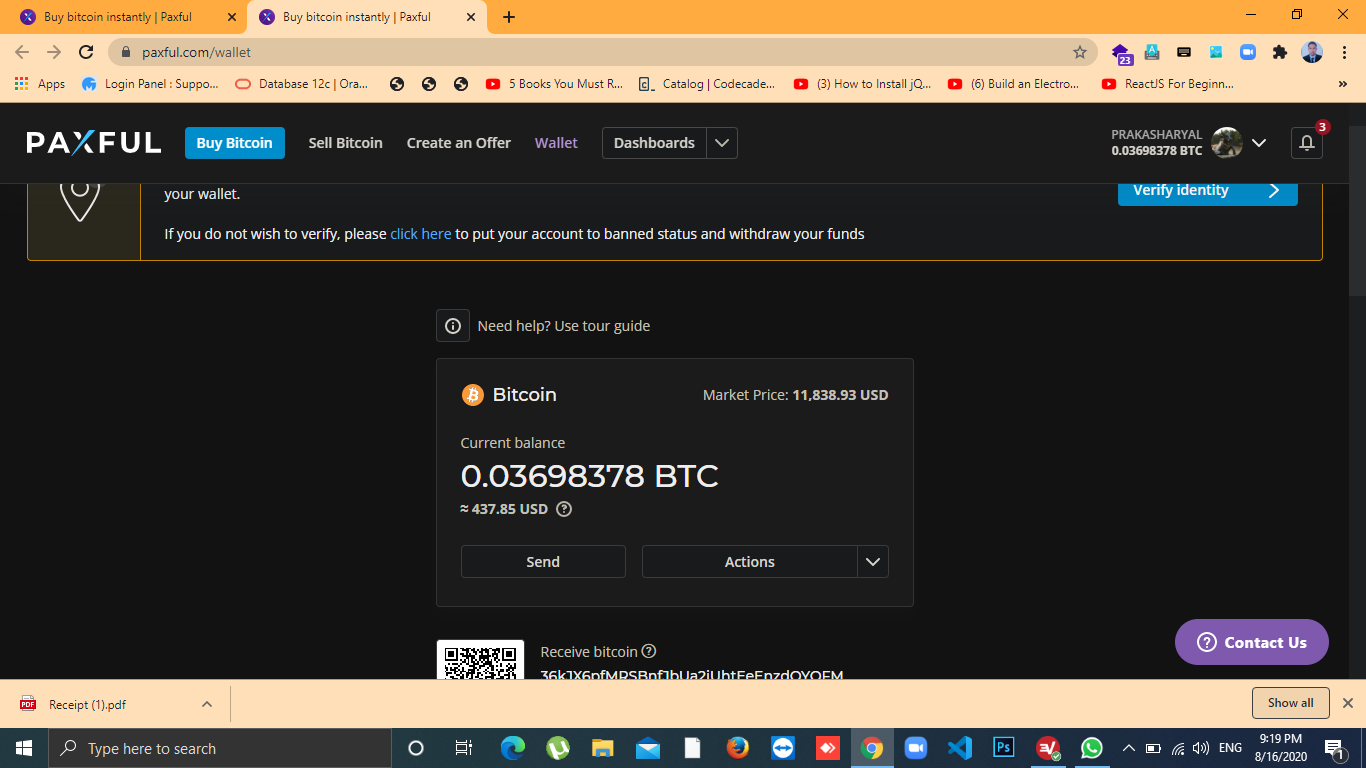 Buy bitcoin instantly | Paxful
Buy bitcoin instantly | Paxful
paxful.com/wallet
23
Apps
Login Panel : Suppo...
Database 12c | Ora...
5 Books You Must R...
Catalog | Codecade...
(3) How to Install jQ...
(6) Build an Electro...
ReactJS For Beginn...
»
PAXFUL
Buy Bitcoin
Sell Bitcoin
Create an Offer
Wallet
Dashboards
PRAKASHARYAL
0.03698378 BTC
3
your wallet.
Verify identity
If you do not wish to verify, please click here to put your account to banned status and withdraw your funds
Need help? Use tour guide
Bitcoin
Market Price: 11,838.93 USD
Current balance
0.03698378 BTC
≈ 437.85 USD
Send
Actions
Receive bitcoin
Contact Us
PDF
Receipt (1).pdf
Show all
Type here to search
Ps
ENG
9:19 PM
8/16/2020
1